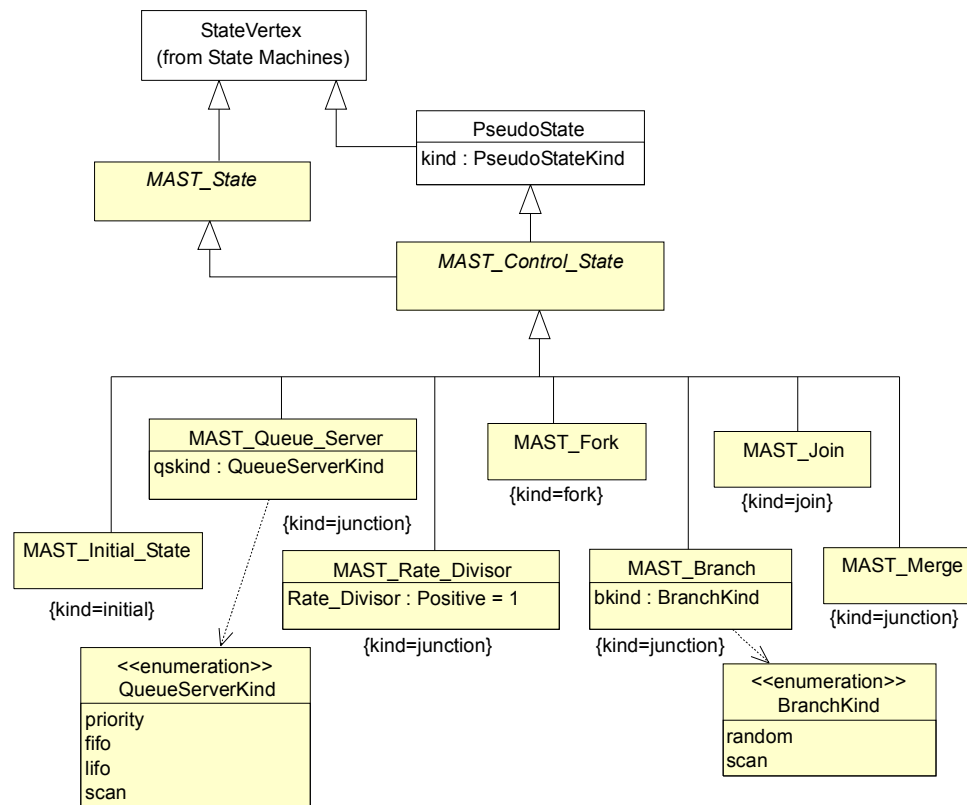 StateVertex
(from State Machines)
PseudoState
kind : PseudoStateKind
MAST_State
MAST_Control_State
MAST_Queue_Server
qskind : QueueServerKind
{kind=junction}
MAST_Fork
{kind=fork}
MAST_Join
{kind=join}
MAST_Initial_State
{kind=initial}
MAST_Rate_Divisor
Rate_Divisor : Positive = 1
{kind=junction}
MAST_Branch
bkind : BranchKind
{kind=junction}
MAST_Merge
{kind=junction}
<<enumeration>>
QueueServerKind
priority
fifo
lifo
scan
<<enumeration>>
BranchKind
random
scan